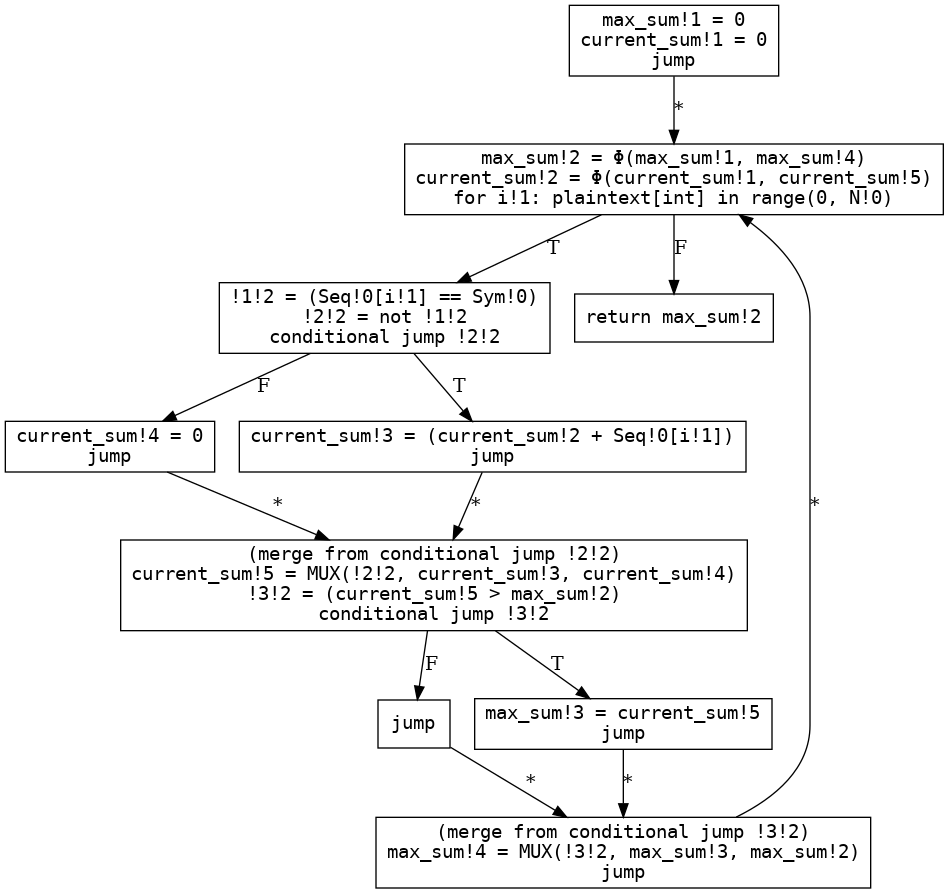 max_sum!1 = 0
current_sum!1 = 0
jump
*
max_sum!2 = Φ(max_sum!1, max_sum!4)
current_sum!2 = Φ(current_sum!1, current_sum!5)
for i!1: plaintext[int] in range(0, N!0)
T
F
!1!2 = (Seq!0[i!1] == Sym!0)
!2!2 = not !1!2
conditional jump !2!2
return max_sum!2
F
T
current_sum!4 = 0
jump
current_sum!3 = (current_sum!2 + Seq!0[i!1])
jump
*
*
*
(merge from conditional jump !2!2)
current_sum!5 = MUX(!2!2, current_sum!3, current_sum!4)
!3!2 = (current_sum!5 > max_sum!2)
conditional jump !3!2
F
T
jump
max_sum!3 = current_sum!5
jump
*
*
(merge from conditional jump !3!2)
max_sum!4 = MUX(!3!2, max_sum!3, max_sum!2)
jump